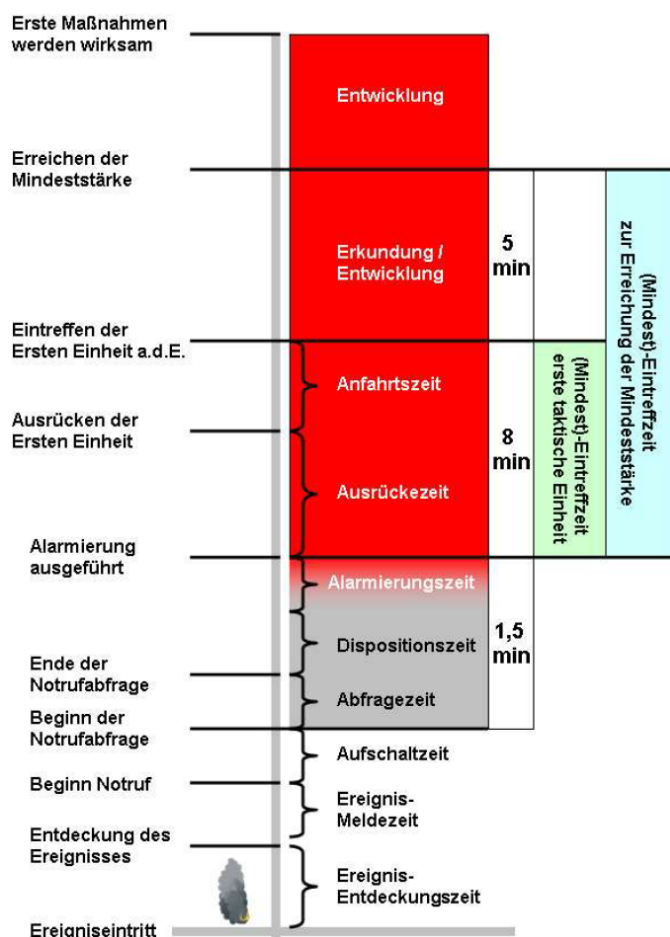 Erste Maßnahmen
werden wirksam
Entwicklung
Erreichen der
Mindeststärke
Erkundung /
Entwicklung
5
min
(Mindest)-Eintreffzeit
zur Erreichung der Mindeststärke
Eintreffen der
Ersten Einheit a.d.E.
Anfahrtszeit
(Mindest)-Eintreffzeit
erste taktische Einheit
Ausrücken der
Ersten Einheit
8
min
Ausrückezeit
Alarmierung
ausgeführt
Alarmierungszeit
Dispositionszeit
1,5
min
Ende der
Notrufabfrage
Abfragezeit
Beginn der
Notrufabfrage
Aufschaltzeit
Beginn Notruf
Ereignis-
Meldezeit
Entdeckung des
Ereignisses
Ereignis-
Entdeckungszeit
Ereigniseintritt